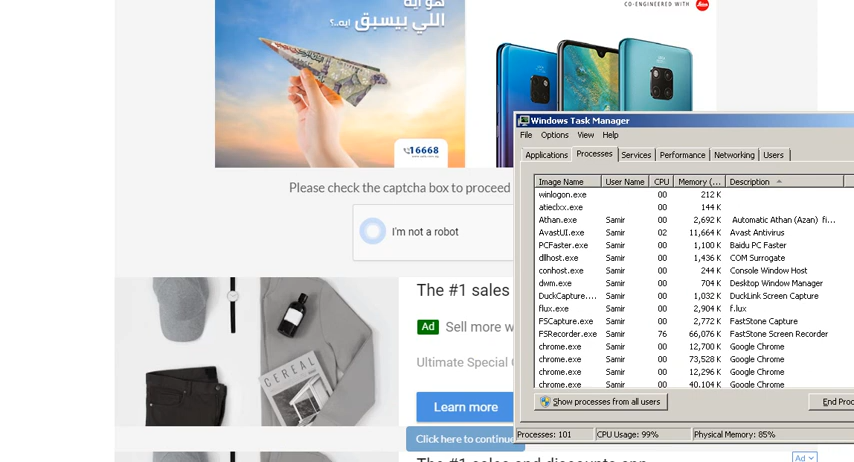 هو ايه
اللي بيسبق ايه..؟
16668
CO-ENGINEERED WITH
Please check the captcha box to proceed
I'm not a robot
The #1 sales
Ad Sell more w
Ultimate Special
Learn more
Click here to continue
The #1 sales and discounts app
Ad
Windows Task Manager
File Options View Help
Applications Processes Services Performance Networking Users
Image Name User Name CPU Memory (... Description
winlogon.exe 212 K
atieclxx.exe 144 K
Athan.exe Samir 00 2,692 K Automatic Athan (Azan) fi...
AvastUI.exe Samir 02 11,664 K Avast Antivirus
PCFaster.exe Samir 00 1,100 K Baidu PC Faster
dllhost.exe Samir 00 1,436 K COM Surrogate
conhost.exe Samir 00 244 K Console Window Host
dwm.exe Samir 00 704 K Desktop Window Manager
DuckCapture.... Samir 00 1,032 K DuckLink Screen Capture
flux.exe Samir 00 2,904 K f.lux
FSCapture.exe Samir 00 2,772 K FastStone Capture
FSRecorder.exe Samir 76 66,076 K FastStone Screen Recorder
chrome.exe Samir 00 12,700 K Google Chrome
chrome.exe Samir 00 73,528 K Google Chrome
chrome.exe Samir 00 12,296 K Google Chrome
chrome.exe Samir 00 40,104 K Google Chrome
Show processes from all users
End Proc
Processes: 101 CPU Usage: 99% Physical Memory: 85%
CEREAL